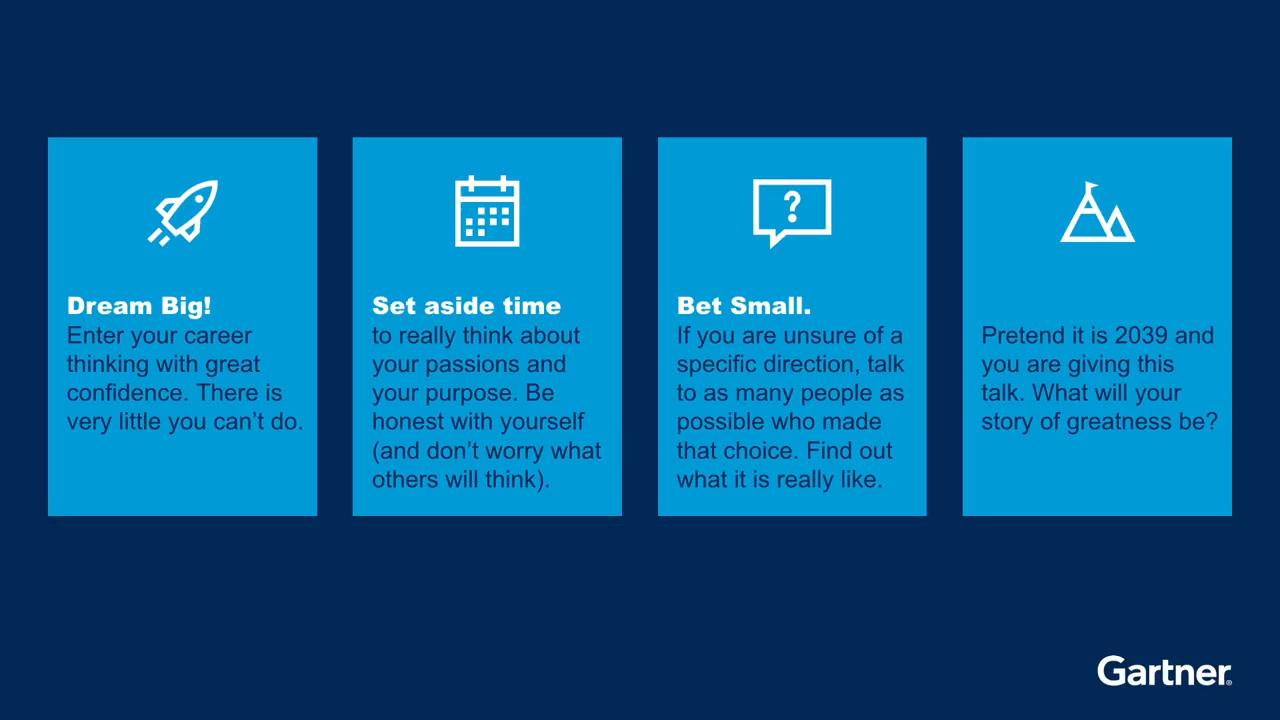 Dream Big!
Enter your career
thinking with great
confidence. There is
very little you can’t do.
Set aside time
to really think about
your passions and
your purpose. Be
honest with yourself
(and don’t worry what
others will think).
?
Bet Small.
If you are unsure of a
specific direction, talk
to as many people as
possible who made
that choice. Find out
what it is really like.
Pretend it is 2039 and
you are giving this
talk. What will your
story of greatness be?
Gartner®